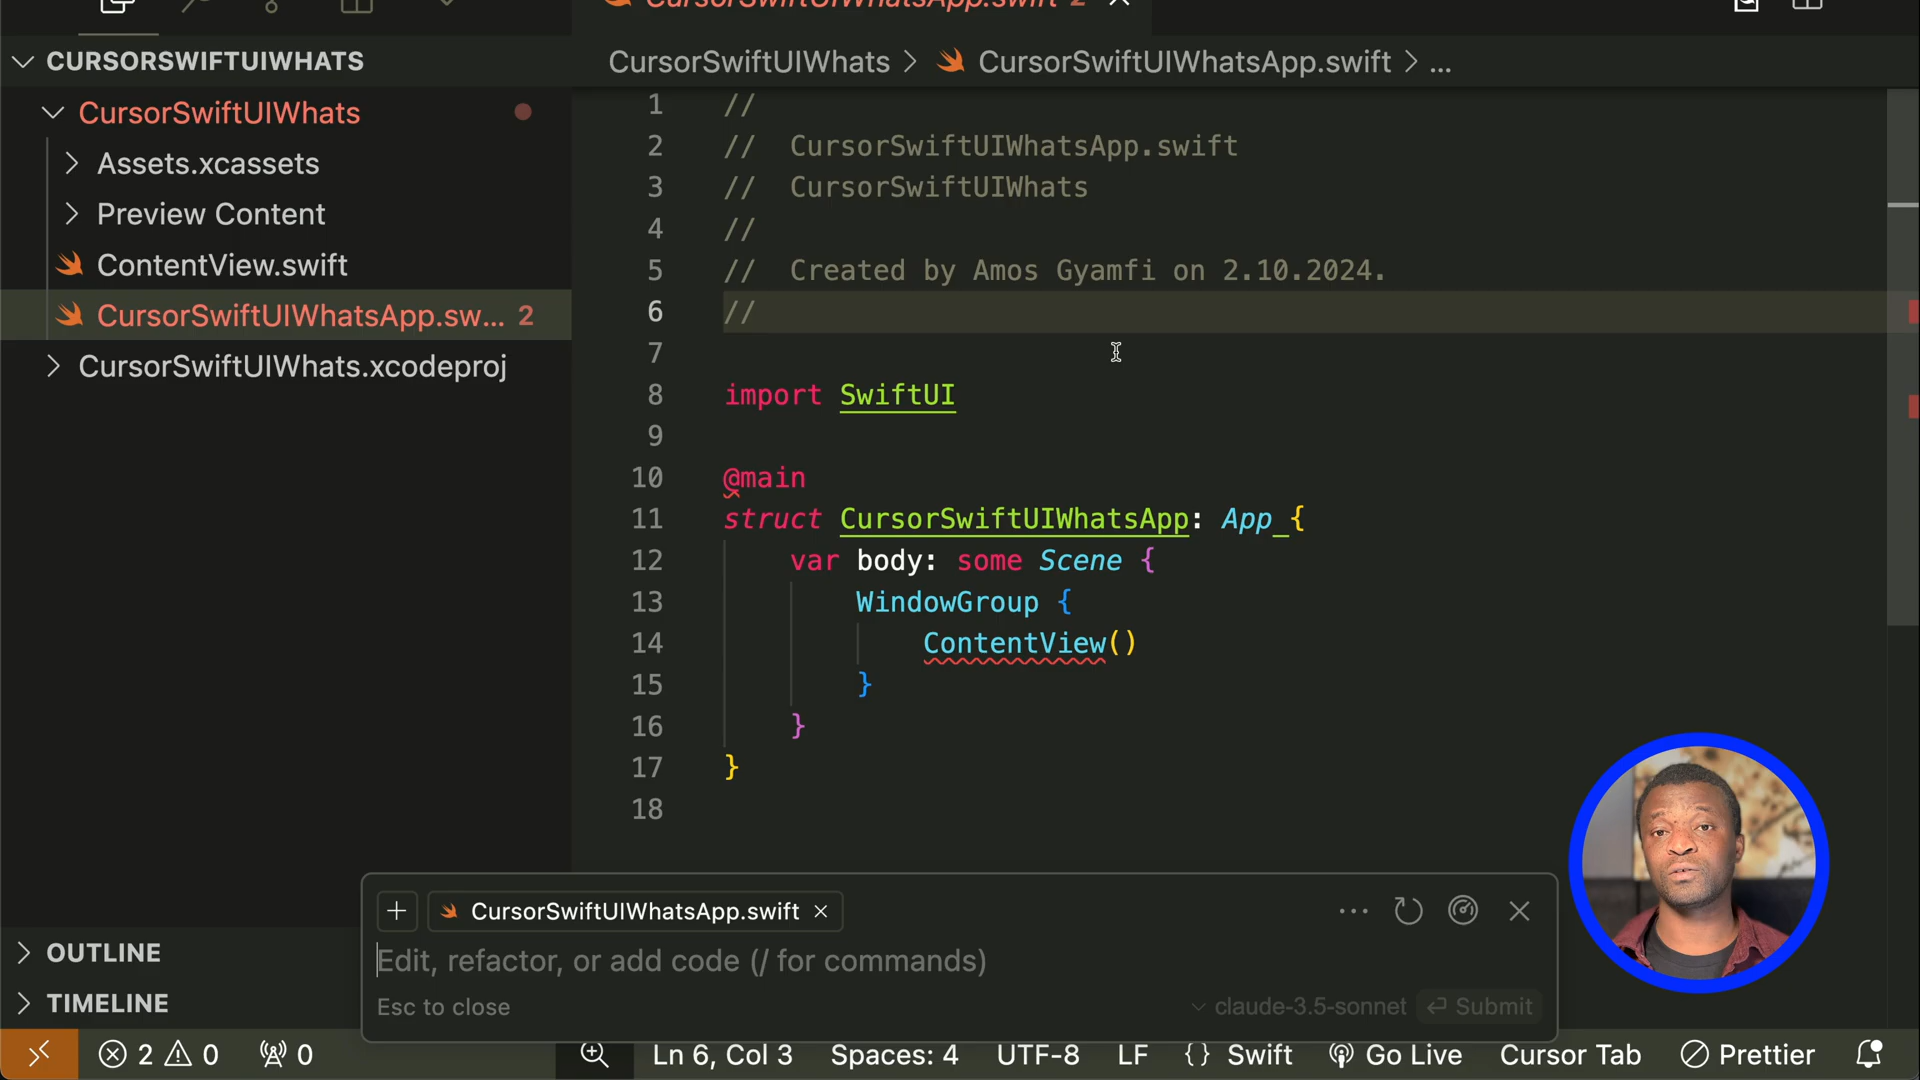 CursorSwiftUIWhatsApp.swift 2
CURSORSWIFTUIWHATS
CursorSwiftUIWhats
Assets.xcassets
Preview Content
ContentView.swift
CursorSwiftUIWhatsApp.sw... 2
CursorSwiftUIWhats.xcodeproj
OUTLINE
TIMELINE
CursorSwiftUIWhats > CursorSwiftUIWhatsApp.swift > ...
1 //
2 // CursorSwiftUIWhatsApp.swift
3 // CursorSwiftUIWhats
4 //
5 // Created by Amos Gyamfi on 2.10.2024.
6 //
7
8 import SwiftUI
9
10 @main
11 struct CursorSwiftUIWhatsApp: App {
12 var body: some Scene {
13 WindowGroup {
14 ContentView()
15 }
16 }
17 }
18
CursorSwiftUIWhatsApp.swift
Edit, refactor, or add code (/ for commands)
Esc to close
claude-3.5-sonnet
Submit
2 0 0 Ln 6, Col 3 Spaces: 4 UTF-8 LF {} Swift Go Live Cursor Tab Prettier